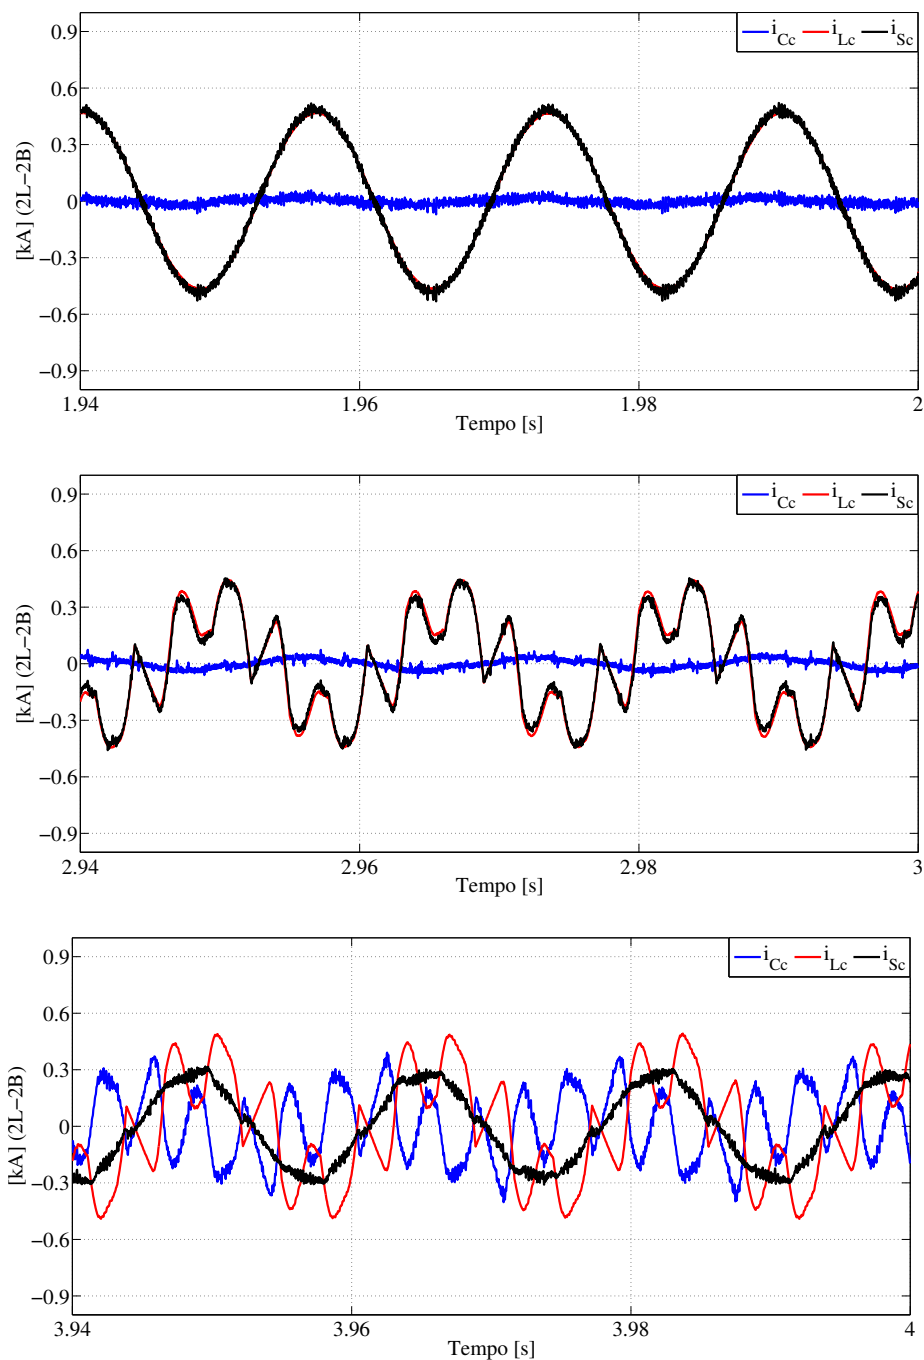 0.9
i_Cc i_Lc i_Sc
0.6
0.3
0
−0.3
−0.6
−0.9
[kA] (2L−2B)
1.94 1.96 1.98 2
Tempo [s]
0.9
i_Cc i_Lc i_Sc
0.6
0.3
0
−0.3
−0.6
−0.9
[kA] (2L−2B)
2.94 2.96 2.98 3
Tempo [s]
0.9
i_Cc i_Lc i_Sc
0.6
0.3
0
−0.3
−0.6
−0.9
[kA] (2L−2B)
3.94 3.96 3.98 4
Tempo [s]